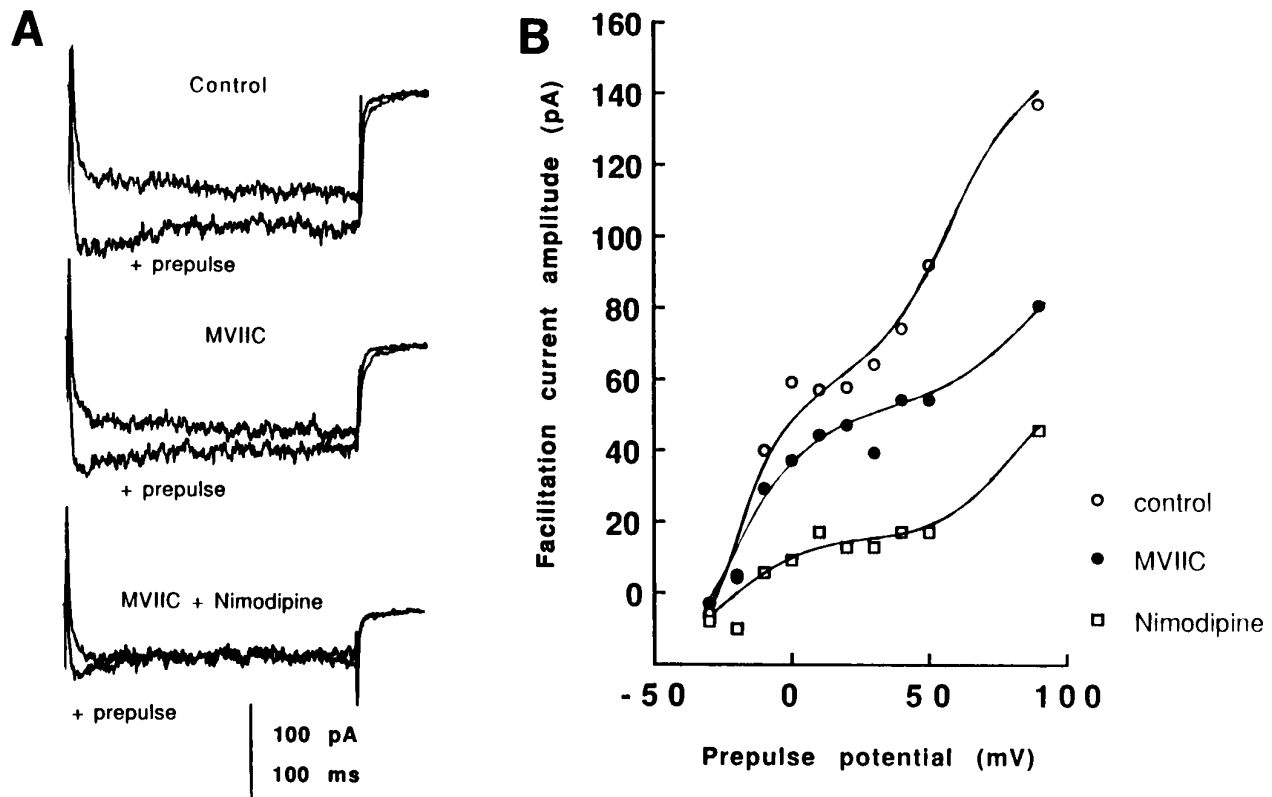 A
Control
+ prepulse
MVIIC
+ prepulse
MVIIC + Nimodipine
+ prepulse
100 pA
100 ms
B
Facilitation current amplitude (pA)
160
140
120
100
80
60
40
20
0
-50 0 50 100
Prepulse potential (mV)
control
MVIIC
Nimodipine